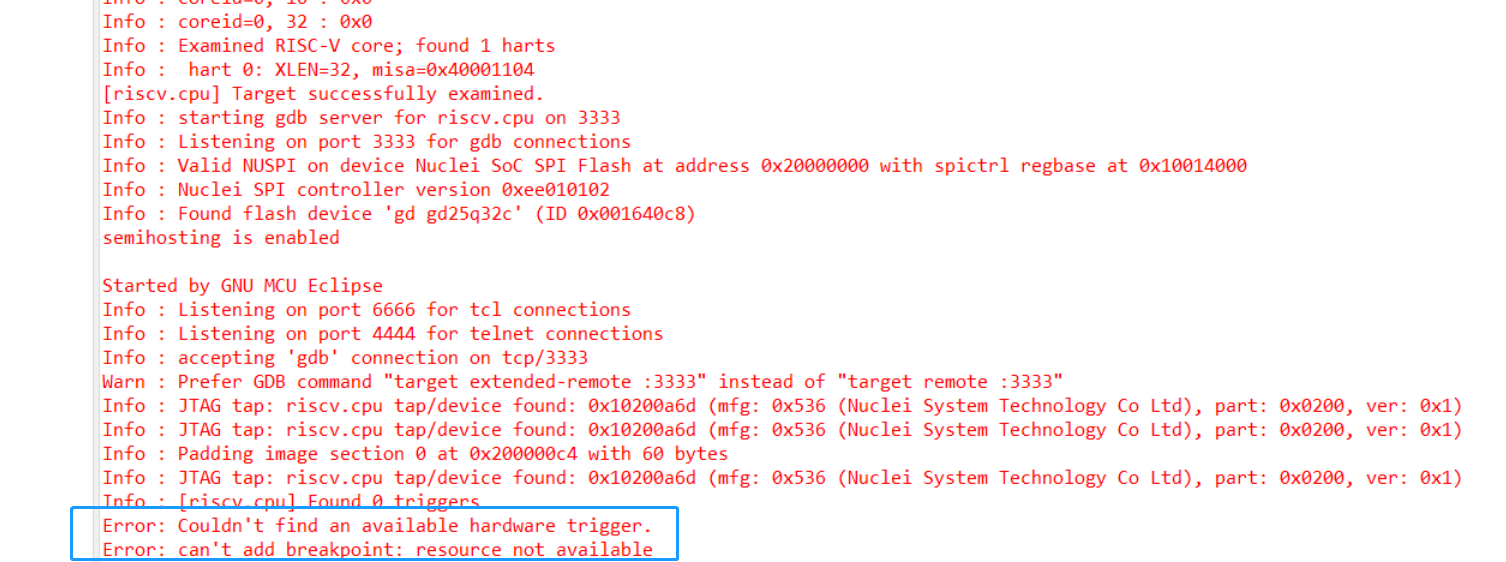 Info : coreid=0, 16 : 0x0
Info : coreid=0, 32 : 0x0
Info : Examined RISC-V core; found 1 harts
Info :  hart 0: XLEN=32, misa=0x40001104
[riscv.cpu] Target successfully examined.
Info : starting gdb server for riscv.cpu on 3333
Info : Listening on port 3333 for gdb connections
Info : Valid NUSPI on device Nuclei SoC SPI Flash at address 0x20000000 with spictrl regbase at 0x10014000
Info : Nuclei SPI controller version 0xee010102
Info : Found flash device 'gd gd25q32c' (ID 0x001640c8)
semihosting is enabled
Started by GNU MCU Eclipse
Info : Listening on port 6666 for tcl connections
Info : Listening on port 4444 for telnet connections
Info : accepting 'gdb' connection on tcp/3333
Warn : Prefer GDB command "target extended-remote :3333" instead of "target remote :3333"
Info : JTAG tap: riscv.cpu tap/device found: 0x10200a6d (mfg: 0x536 (Nuclei System Technology Co Ltd), part: 0x0200, ver: 0x1)
Info : JTAG tap: riscv.cpu tap/device found: 0x10200a6d (mfg: 0x536 (Nuclei System Technology Co Ltd), part: 0x0200, ver: 0x1)
Info : Padding image section 0 at 0x200000c4 with 60 bytes
Info : JTAG tap: riscv.cpu tap/device found: 0x10200a6d (mfg: 0x536 (Nuclei System Technology Co Ltd), part: 0x0200, ver: 0x1)
Info : [riscv.cpu] Found 0 triggers
Error: Couldn't find an available hardware trigger.
Error: can't add breakpoint: resource not available